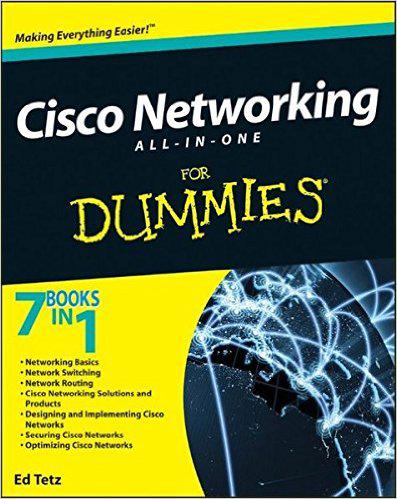 Making Everything Easier!™
Cisco Networking
ALL-IN-ONE
FOR
DUMMIES®
7 BOOKS
IN 1
• Networking Basics
• Network Switching
• Network Routing
• Cisco Networking Solutions and
Products
• Designing and Implementing Cisco
Networks
• Securing Cisco Networks
• Optimizing Cisco Networks
Ed Tetz